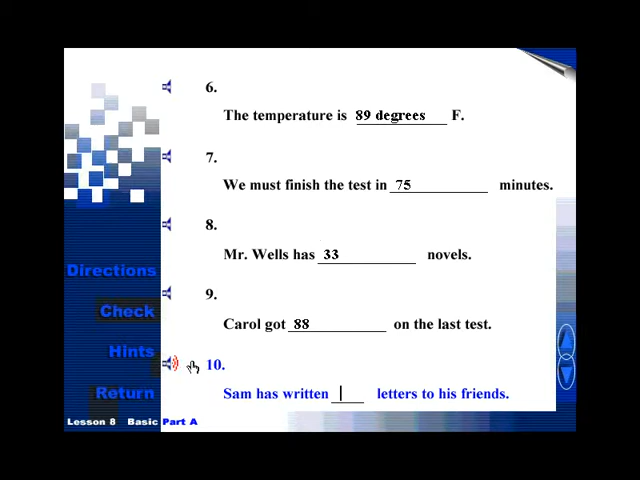 6.
The temperature is 89 degrees F.
7.
We must finish the test in 75 minutes.
8.
Mr. Wells has 33 novels.
9.
Carol got 88 on the last test.
10.
Sam has written letters to his friends.
Directions
Check
Hints
Return
Lesson 8 Basic Part A